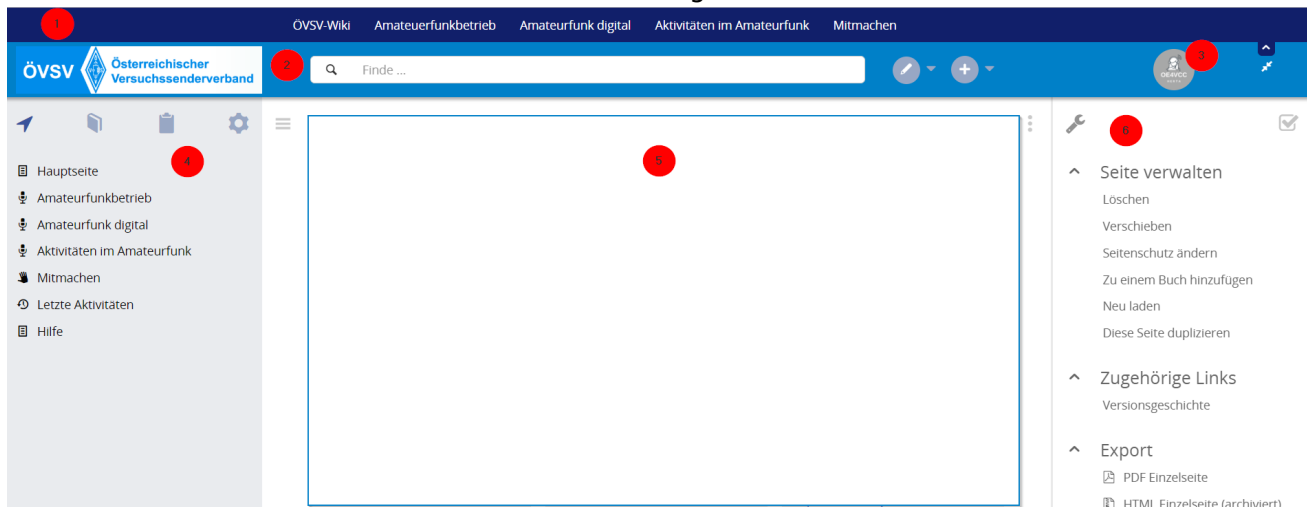 1
ÖVSV-Wiki Amateuerfunkbetrieb Amateurfunk digital Aktivitäten im Amateurfunk Mitmachen
ÖVSV Österreichischer
Versuchssenderverband
2
Finde ...
3
OE4VCC
4
5
6
Hauptseite
Amateurfunkbetrieb
Amateurfunk digital
Aktivitäten im Amateurfunk
Mitmachen
Letzte Aktivitäten
Hilfe
Seite verwalten
Löschen
Verschieben
Seitenschutz ändern
Zu einem Buch hinzufügen
Neu laden
Diese Seite duplizieren
Zugehörige Links
Versionsgeschichte
Export
PDF Einzelseite
HTML Einzelseite (archiviert)